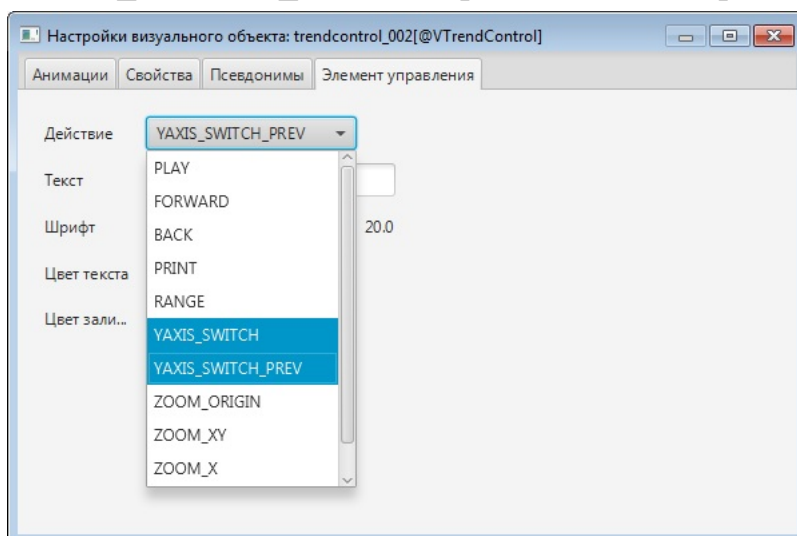 Настройки визуального объекта: trendcontrol_002[@VTrendControl]
Анимации Свойства Псевдонимы Элемент управления
Действие YAXIS_SWITCH_PREV
PLAY
Текст
FORWARD
Шрифт 20.0
BACK
PRINT
Цвет текста
RANGE
Цвет зали...
YAXIS_SWITCH
YAXIS_SWITCH_PREV
ZOOM_ORIGIN
ZOOM_XY
ZOOM_X